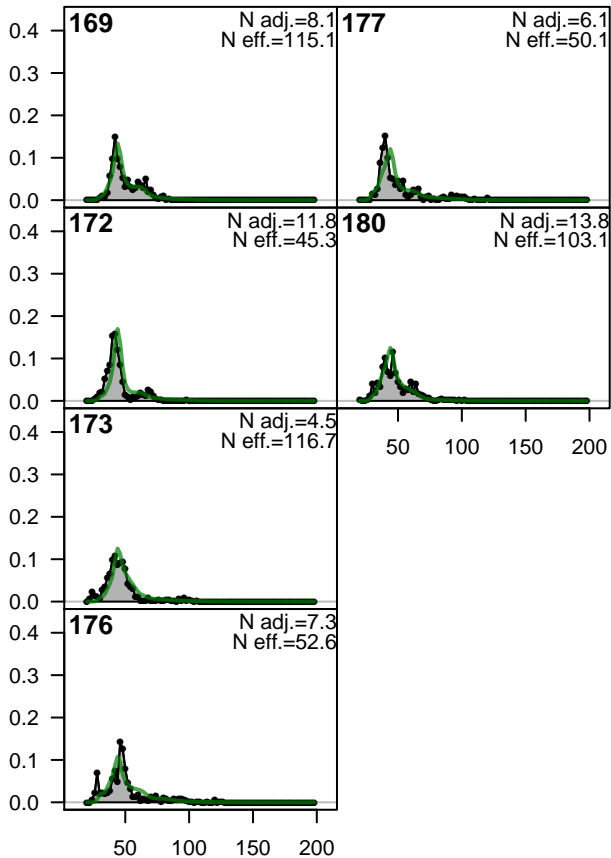 169
N adj.=8.1
N eff.=115.1
177
N adj.=6.1
N eff.=50.1
0.4
0.3
0.2
0.1
0.0
172
N adj.=11.8
N eff.=45.3
180
N adj.=13.8
N eff.=103.1
0.4
0.3
0.2
0.1
0.0
50 100 150 200
173
N adj.=4.5
N eff.=116.7
0.4
0.3
0.2
0.1
0.0
176
N adj.=7.3
N eff.=52.6
0.4
0.3
0.2
0.1
0.0
50 100 150 200